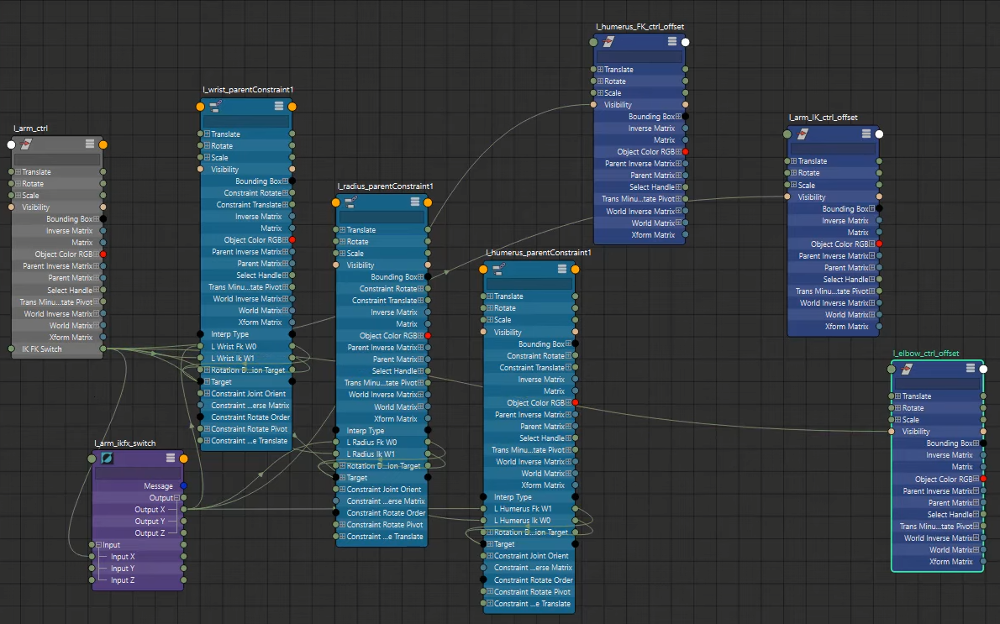 l_arm_ctrl
Translate
Rotate
Scale
Visibility
Bounding Box
Inverse Matrix
Matrix
Object Color RGB
Parent Inverse Matrix
Parent Matrix
Select Handle
Trans Minu...tate Pivot
World Inverse Matrix
World Matrix
Xform Matrix
IK FK Switch
l_arm_ikfx_switch
Message
Output
Output X
Output Y
Output Z
Input
Input X
Input Y
Input Z
l_wrist_parentConstraint1
Translate
Rotate
Scale
Visibility
Bounding Box
Constraint Rotate
Constraint Translate
Inverse Matrix
Matrix
Object Color RGB
Parent Inverse Matrix
Parent Matrix
Select Handle
Trans Minu...tate Pivot
World Inverse Matrix
World Matrix
Xform Matrix
Interp Type
L Wrist Fk W0
L Wrist Ik W1
Rotation D...ion Target
Target
Constraint Joint Orient
Constraint ...erse Matrix
Constraint Rotate Order
Constraint Rotate Pivot
Constraint ...e Translate
l_radius_parentConstraint1
Translate
Rotate
Scale
Visibility
Bounding Box
Constraint Rotate
Constraint Translate
Inverse Matrix
Matrix
Object Color RGB
Parent Inverse Matrix
Parent Matrix
Select Handle
Trans Minu...tate Pivot
World Inverse Matrix
World Matrix
Xform Matrix
Interp Type
L Radius Fk W0
L Radius Ik W1
Rotation D...ion Target
Target
Constraint Joint Orient
Constraint ...erse Matrix
Constraint Rotate Order
Constraint Rotate Pivot
Constraint ...e Translate
l_humerus_parentConstraint1
Translate
Rotate
Scale
Visibility
Bounding Box
Constraint Rotate
Constraint Translate
Inverse Matrix
Matrix
Object Color RGB
Parent Inverse Matrix
Parent Matrix
Select Handle
Trans Minu...tate Pivot
World Inverse Matrix
World Matrix
Xform Matrix
Interp Type
L Humerus Fk W1
L Humerus Ik W0
Rotation D...ion Target
Target
Constraint Joint Orient
Constraint ...erse Matrix
Constraint Rotate Order
Constraint Rotate Pivot
Constraint ...e Translate
l_humerus_FK_ctrl_offset
Translate
Rotate
Scale
Visibility
Bounding Box
Inverse Matrix
Matrix
Object Color RGB
Parent Inverse Matrix
Parent Matrix
Select Handle
Trans Minu...tate Pivot
World Inverse Matrix
World Matrix
Xform Matrix
l_arm_IK_ctrl_offset
Translate
Rotate
Scale
Visibility
Bounding Box
Inverse Matrix
Matrix
Object Color RGB
Parent Inverse Matrix
Parent Matrix
Select Handle
Trans Minu...tate Pivot
World Inverse Matrix
World Matrix
Xform Matrix
l_elbow_ctrl_offset
Translate
Rotate
Scale
Visibility
Bounding Box
Inverse Matrix
Matrix
Object Color RGB
Parent Inverse Matrix
Parent Matrix
Select Handle
Trans Minu...tate Pivot
World Inverse Matrix
World Matrix
Xform Matrix